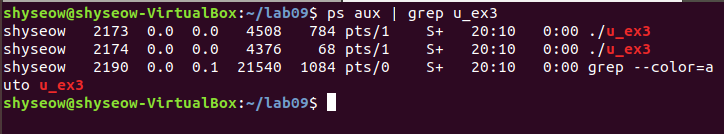 shyseow@shyseow-VirtualBox:~/lab09$ ps aux | grep u_ex3
shyseow   2173  0.0  0.0   4508   784 pts/1    S+   20:10   0:00 ./u_ex3
shyseow   2174  0.0  0.0   4376    68 pts/1    S+   20:10   0:00 ./u_ex3
shyseow   2190  0.0  0.1  21540  1084 pts/0    S+   20:10   0:00 grep --color=a
uto u_ex3
shyseow@shyseow-VirtualBox:~/lab09$